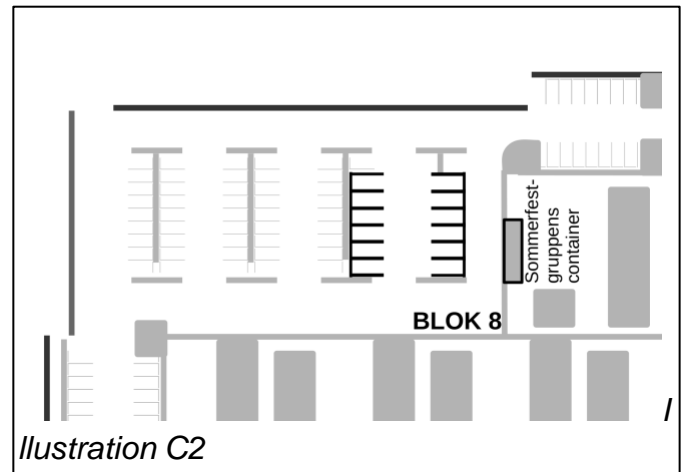 Sommerfest-
gruppens
container
BLOK 8
I
llustration C2